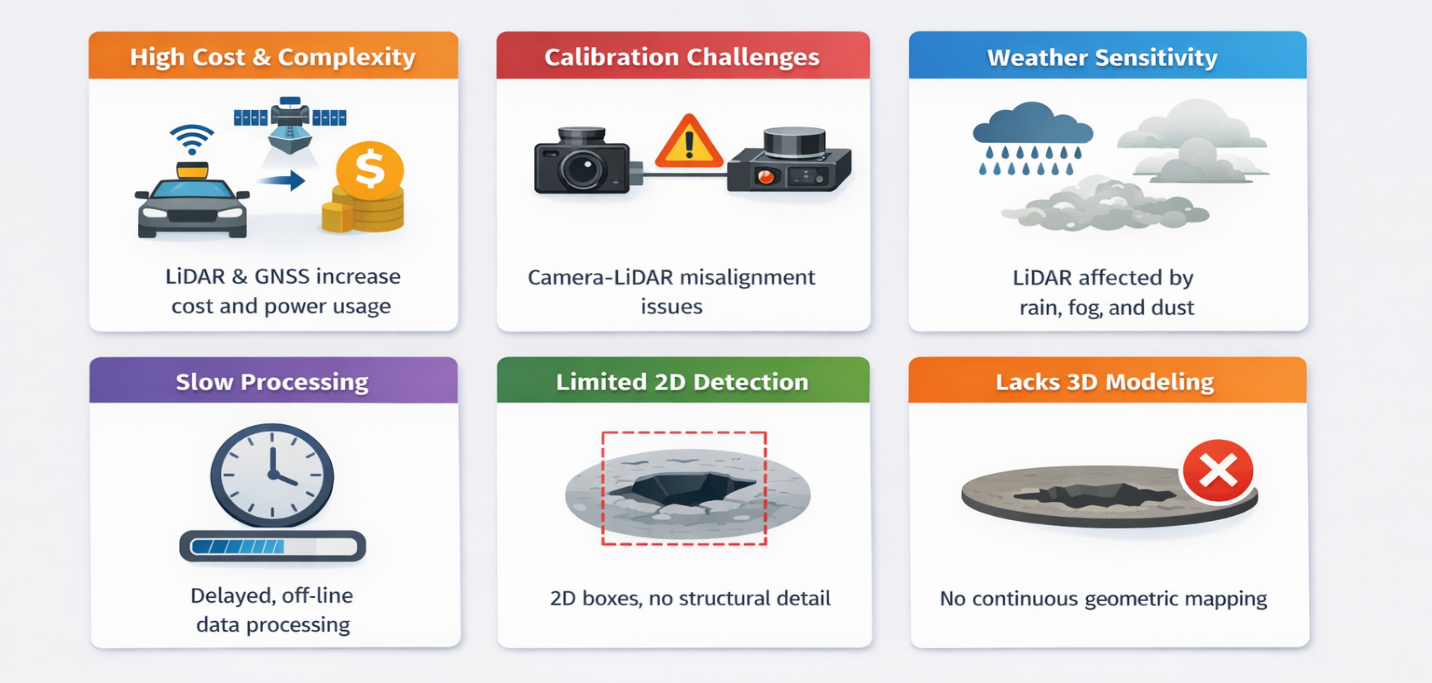 High Cost & Complexity
LiDAR & GNSS increase
cost and power usage
Calibration Challenges
Camera-LiDAR misalignment
issues
Weather Sensitivity
LiDAR affected by
rain, fog, and dust
Slow Processing
Delayed, off-line
data processing
Limited 2D Detection
2D boxes, no structural detail
Lacks 3D Modeling
No continuous geometric mapping